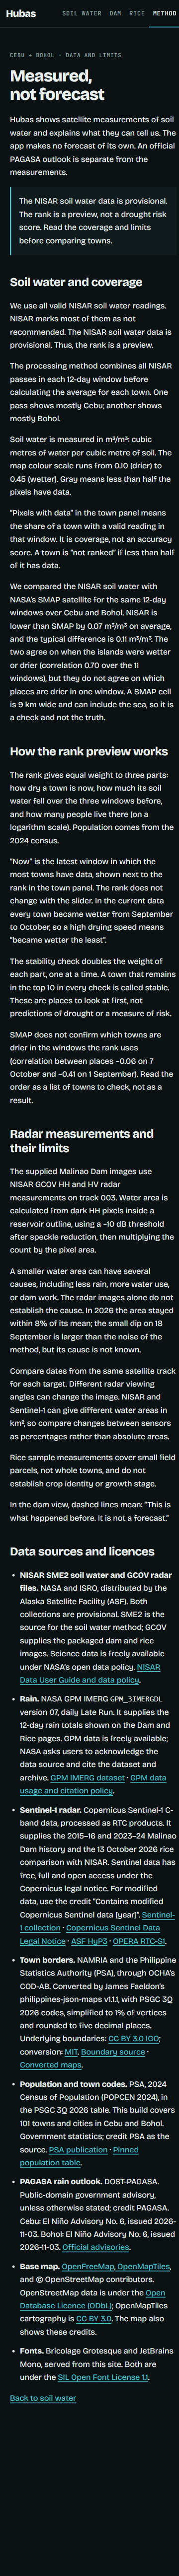 Hubas
SOIL WATER DAM RICE METHOD
CEBU + BOHOL · DATA AND LIMITS
Measured,
not forecast
Hubas shows satellite measurements of soil
water and explains what they can tell us. The
app makes no forecast of its own. An official
PAGASA outlook is separate from the
measurements.
The NISAR soil water data is provisional.
The rank is a preview, not a drought risk
score. Read the coverage and limits
before comparing towns.
Soil water and coverage
We use all valid NISAR soil water readings.
NISAR marks most of them as not
recommended. The NISAR soil water data is
provisional. Thus, the rank is a preview.
The processing method combines all NISAR
passes in each 12-day window before
calculating the average for each town. One
pass shows mostly Cebu; another shows
mostly Bohol.
Soil water is measured in m³/m³: cubic
metres of water per cubic metre of soil. The
map colour scale runs from 0.10 (drier) to
0.45 (wetter). Gray means less than half the
pixels have data.
“Pixels with data” in the town panel means
the share of a town with a valid reading in
that window. It is coverage, not an accuracy
score. A town is “not ranked” if less than half
of it has data.
We compared the NISAR soil water with
NASA's SMAP satellite for the same 12-day
windows over Cebu and Bohol. NISAR is
lower than SMAP by 0.07 m³/m³ on average,
and the typical difference is 0.11 m³/m³. The
two agree on when the islands were wetter
or drier (correlation 0.70 over the 11
windows), but they do not agree on which
places are drier in one window. A SMAP cell
is 9 km wide and can include the sea, so it is
a check and not the truth.
How the rank preview works
The rank gives equal weight to three parts:
how dry a town is now, how much its soil
water fell over the three windows before,
and how many people live there (on a
logarithm scale). Population comes from the
2024 census.
“Now” is the latest window in which the
most towns have data, shown next to the
rank in the town panel. The rank does not
change with the slider. In the current data
every town became wetter from September
to October, so a high drying speed means
“became wetter the least”.
The stability check doubles the weight of
each part, one at a time. A town that remains
in the top 10 in every check is called stable.
These are places to look at first, not
predictions of drought or a measure of risk.
SMAP does not confirm which towns are
drier in the windows the rank uses
(correlation between places −0.06 on 7
October and −0.41 on 1 September). Read the
order as a list of towns to check, not as a
result.
Radar measurements and
their limits
The supplied Malinao Dam images use
NISAR GCOV HH and HV radar
measurements on track 003. Water area is
calculated from dark HH pixels inside a
reservoir outline, using a −10 dB threshold
after speckle reduction, then multiplying the
count by the pixel area.
A smaller water area can have several
causes, including less rain, more water use,
or dam work. The radar images alone do not
establish the cause. In 2026 the area stayed
within 8% of its mean; the small dip on 18
September is larger than the noise of the
method, but its cause is not known.
Compare dates from the same satellite track
for each target. Different radar viewing
angles can change the image. NISAR and
Sentinel-1 can give different water areas in
km², so compare changes between sensors
as percentages rather than absolute areas.
Rice sample measurements cover small field
parcels, not whole towns, and do not
establish crop identity or growth stage.
In the dam view, dashed lines mean: “This is
what happened before. It is not a forecast.”
Data sources and licences
• NISAR SME2 soil water and GCOV radar
files. NASA and ISRO, distributed by the
Alaska Satellite Facility (ASF). Both
collections are provisional. SME2 is the
source for the soil water method; GCOV
supplies the packaged dam and rice
images. Science data is freely available
under NASA's open data policy. NISAR
Data User Guide and data policy.
• Rain. NASA GPM IMERG GPM_3IMERGDL
version 07, daily Late Run. It supplies the
12-day rain totals shown on the Dam and
Rice pages. GPM data is freely available;
NASA asks users to acknowledge the
data source and cite the dataset and
archive. GPM IMERG dataset · GPM data
usage and citation policy.
• Sentinel-1 radar. Copernicus Sentinel-1 C-
band data, processed as RTC products. It
supplies the 2015–16 and 2023–24 Malinao
Dam history and the 13 October 2026 rice
comparison with NISAR. Sentinel data has
free, full and open access under the
Copernicus legal notice. For modified
data, use the credit “Contains modified
Copernicus Sentinel data [year]”. Sentinel-
1 collection · Copernicus Sentinel Data
Legal Notice · ASF HyP3 · OPERA RTC-S1.
• Town borders. NAMRIA and the Philippine
Statistics Authority (PSA), through OCHA's
COD-AB. Converted by James Faeldon's
philippines-json-maps v1.1.1, with PSGC 3Q
2026 codes, simplified to 1% of vertices
and rounded to five decimal places.
Underlying boundaries: CC BY 3.0 IGO;
conversion: MIT. Boundary source ·
Converted maps.
• Population and town codes. PSA, 2024
Census of Population (POPCEN 2024), in
the PSGC 3Q 2026 table. This build covers
101 towns and cities in Cebu and Bohol.
Government statistics; credit PSA as the
source. PSA publication · Pinned
population table.
• PAGASA rain outlook. DOST-PAGASA.
Public-domain government advisory,
unless otherwise stated; credit PAGASA.
Cebu: El Niño Advisory No. 6, issued 2026-
11-03. Bohol: El Niño Advisory No. 6, issued
2026-11-03. Official advisories.
• Base map. OpenFreeMap, OpenMapTiles,
and © OpenStreetMap contributors.
OpenStreetMap data is under the Open
Database Licence (ODbL); OpenMapTiles
cartography is CC BY 3.0. The map also
shows these credits.
• Fonts. Bricolage Grotesque and JetBrains
Mono, served from this site. Both are
under the SIL Open Font License 1.1.
Back to soil water